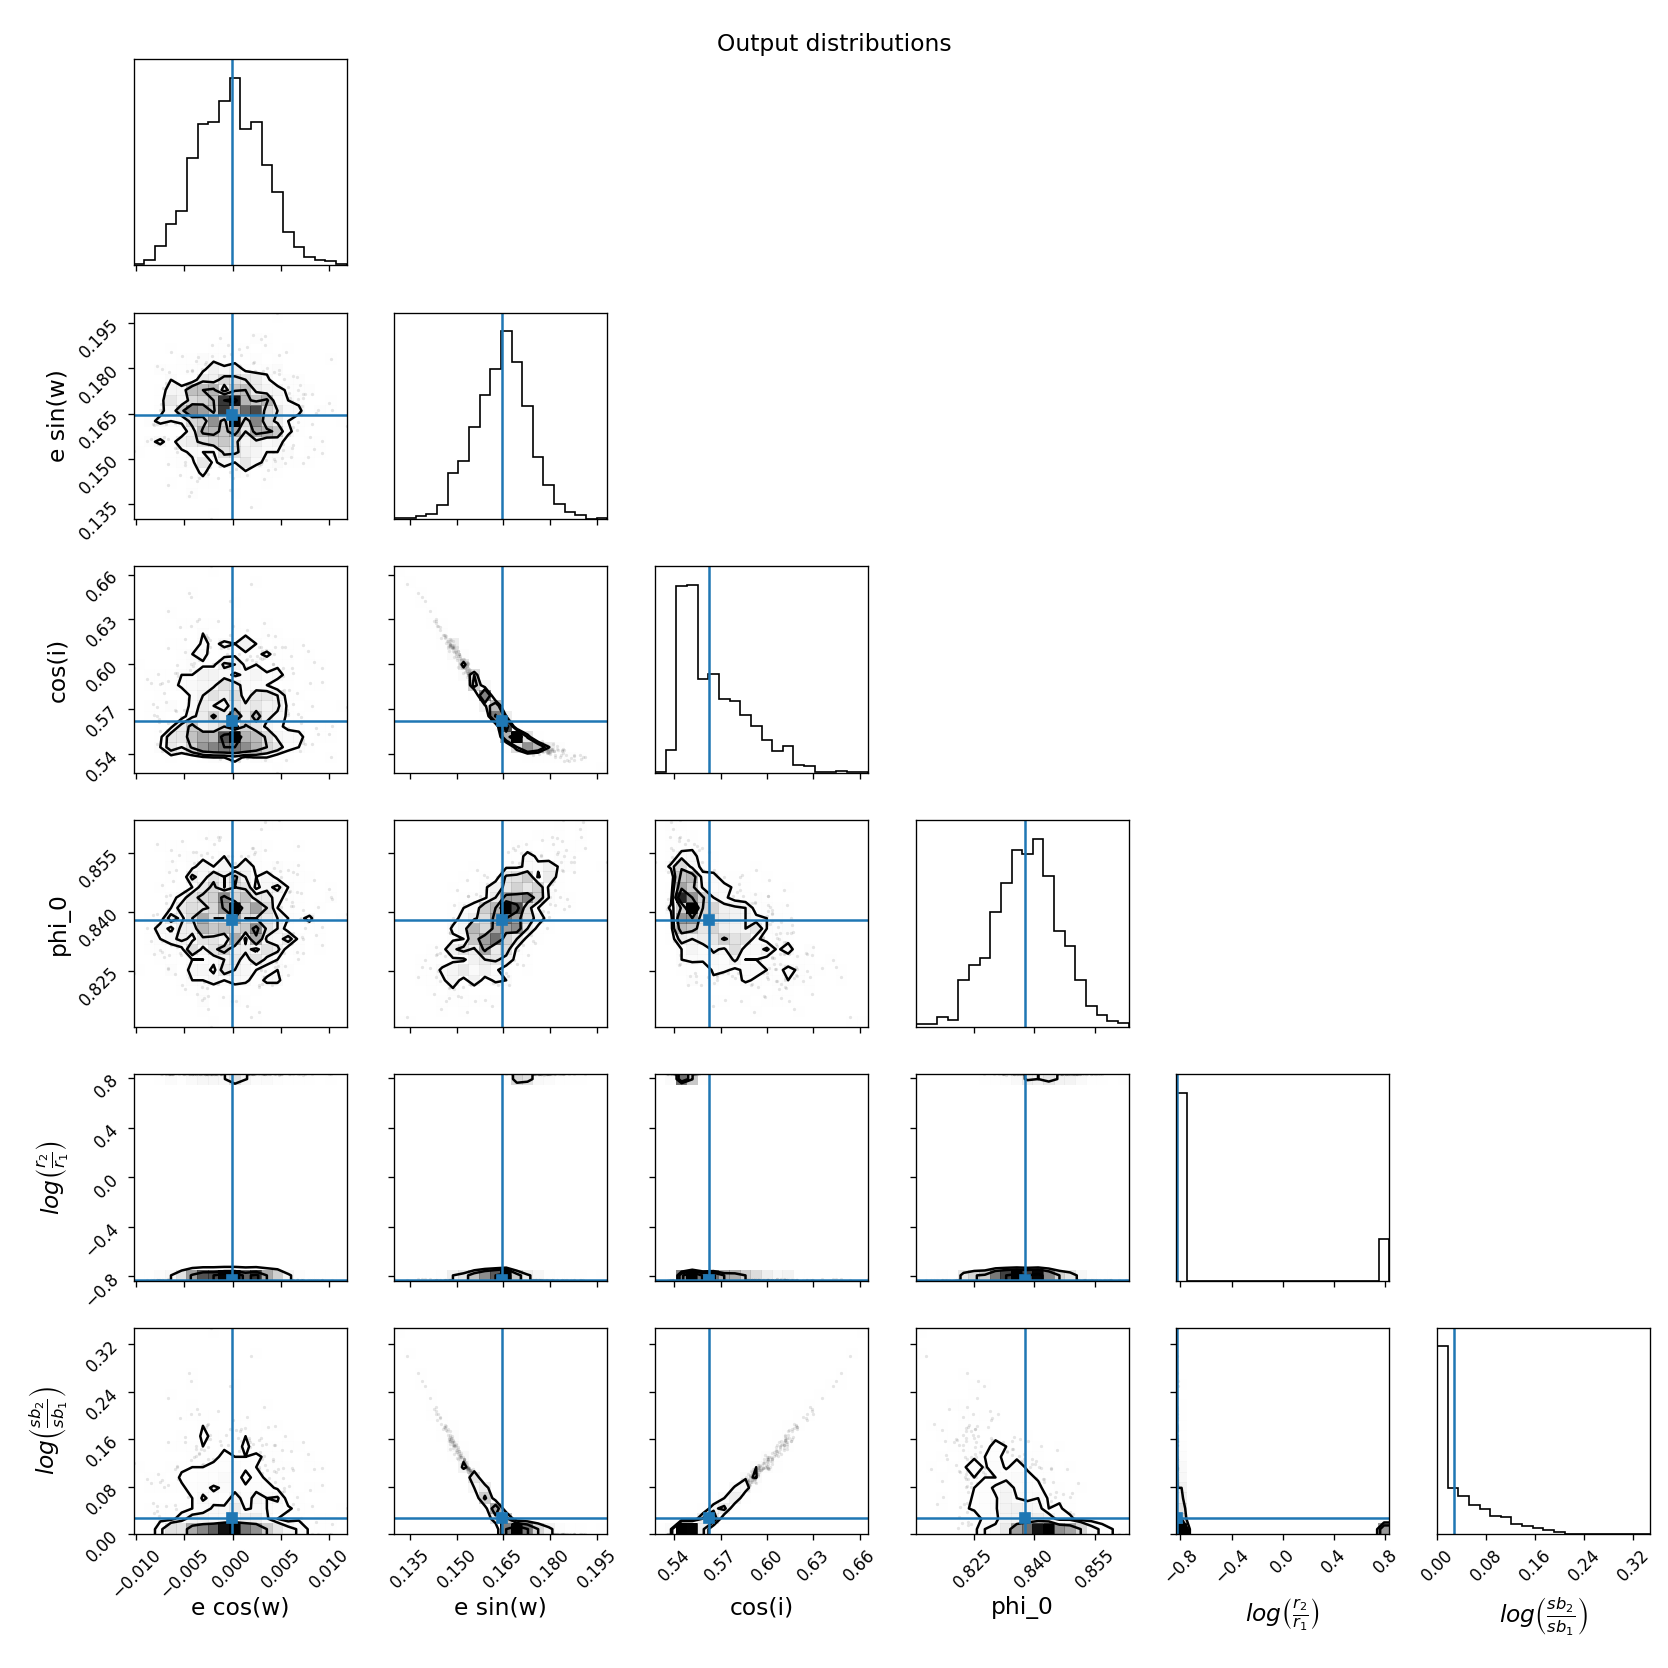 Output distributions
e sin(w)
0.195
0.180
0.165
0.150
0.135
cos(i)
0.66
0.63
0.60
0.57
0.54
phi_0
0.855
0.840
0.825
log(r₂/r₁)
0.8
0.4
0.0
−0.4
−0.8
log(sb₂/sb₁)
0.32
0.24
0.16
0.08
0.00
−0.010 −0.005 0.000 0.005 0.010
0.135 0.150 0.165 0.180 0.195
0.54 0.57 0.60 0.63 0.66
0.825 0.840 0.855
−0.8 −0.4 0.0 0.4 0.8
0.00 0.08 0.16 0.24 0.32
e cos(w)
e sin(w)
cos(i)
phi_0
log(r₂/r₁)
log(sb₂/sb₁)